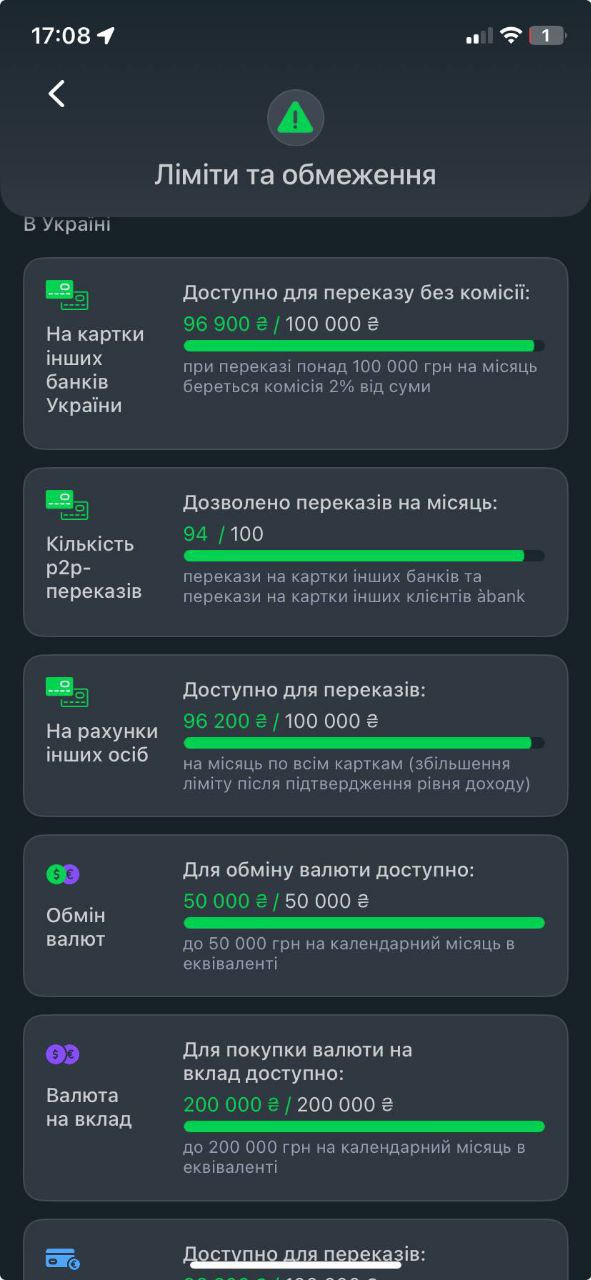 17:08
1
Ліміти та обмеження
В Україні
На картки
інших
банків
України
Доступно для переказу без комісії:
96 900 ₴ / 100 000 ₴
при переказі понад 100 000 грн на місяць
береться комісія 2% від суми
Кількість
p2p-
переказів
Дозволено переказів на місяць:
94 / 100
перекази на картки інших банків та
перекази на картки інших клієнтів àbank
На рахунки
інших осіб
Доступно для переказів:
96 200 ₴ / 100 000 ₴
на місяць по всім карткам (збільшення
ліміту після підтвердження рівня доходу)
Обмін
валют
Для обміну валюти доступно:
50 000 ₴ / 50 000 ₴
до 50 000 грн на календарний місяць в
еквіваленті
Валюта
на вклад
Для покупки валюти на
вклад доступно:
200 000 ₴ / 200 000 ₴
до 200 000 грн на календарний місяць в
еквіваленті
Доступно для переказів: